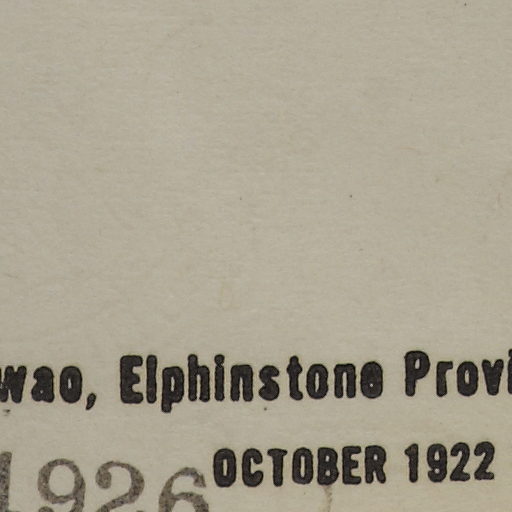 wao, Elphinstone Provi
OCTOBER 1922
1926